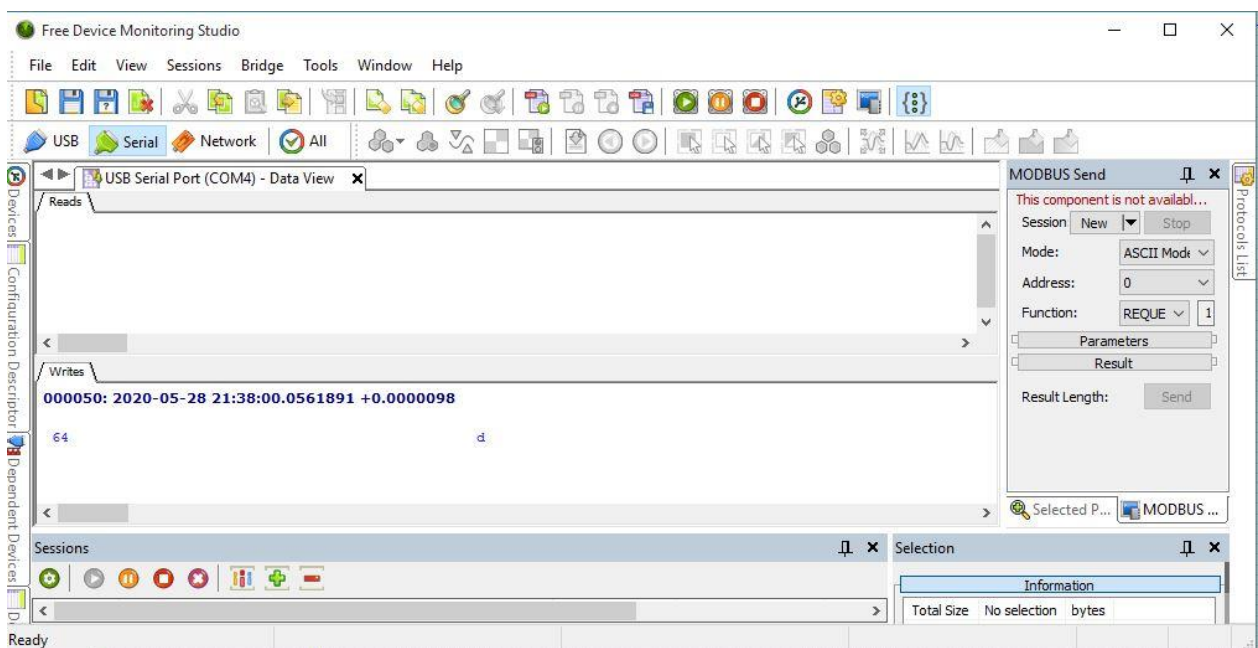 Free Device Monitoring Studio
File Edit View Sessions Bridge Tools Window Help
USB Serial Network All
USB Serial Port (COM4) - Data View
Reads
Writes
000050: 2020-05-28 21:38:00.0561891 +0.0000098
64 d
Devices
Configuration Descriptor
Dependent Devices
MODBUS Send
This component is not availabl...
Session New Stop
Mode: ASCII Mode
Address: 0
Function: REQUE 1
Parameters
Result
Result Length: Send
Selected P... MODBUS ...
Protocols List
Sessions
Selection
Information
Total Size No selection bytes
Ready